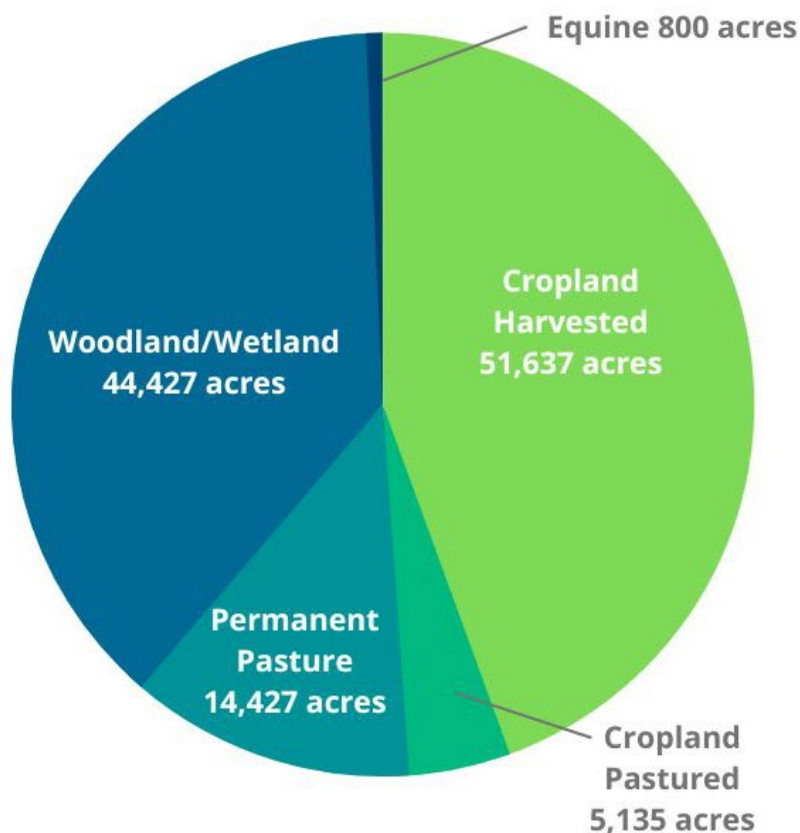 Equine 800 acres
Cropland
Harvested
51,637 acres
Woodland/Wetland
44,427 acres
Permanent
Pasture
14,427 acres
Cropland
Pastured
5,135 acres